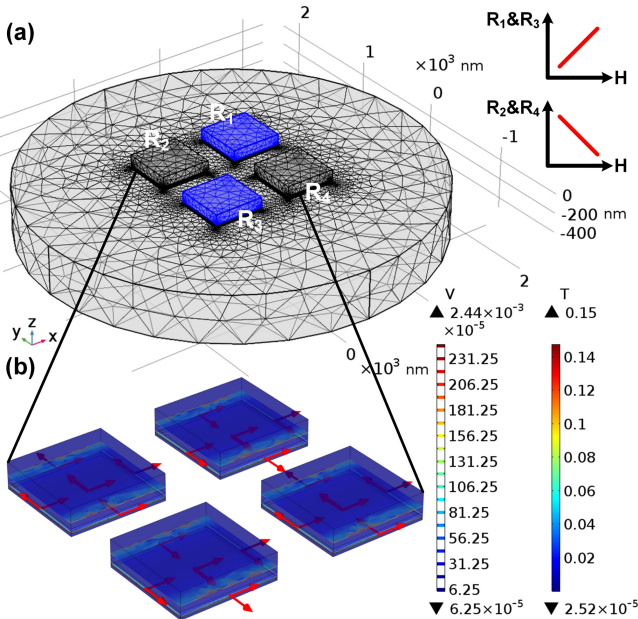 (a)
2
1
×10³ nm
0
-1
0
-200 nm
-400
2
0 ×10³ nm
R₁
R₂
R₃
R₄
y z x
R₁&R₃
H
R₂&R₄
H
(b)
V
▲ 2.44×10⁻³
×10⁻⁵
231.25
206.25
181.25
156.25
131.25
106.25
81.25
56.25
31.25
6.25
▼ 6.25×10⁻⁵
T
▲ 0.15
0.14
0.12
0.1
0.08
0.06
0.04
0.02
▼ 2.52×10⁻⁵